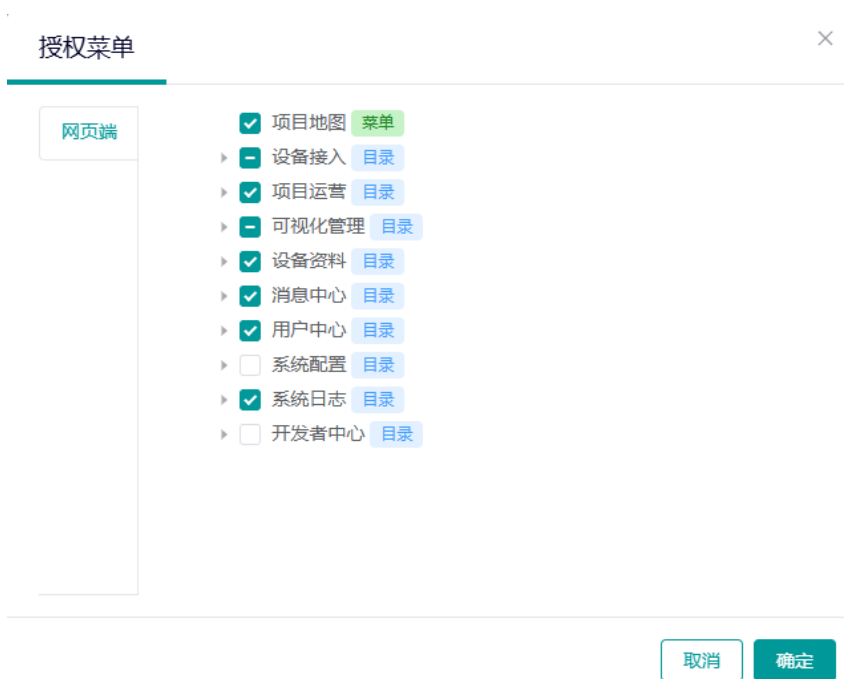 授权菜单
网页端
项目地图 菜单
设备接入 目录
项目运营 目录
可视化管理 目录
设备资料 目录
消息中心 目录
用户中心 目录
系统配置 目录
系统日志 目录
开发者中心 目录
取消 确定